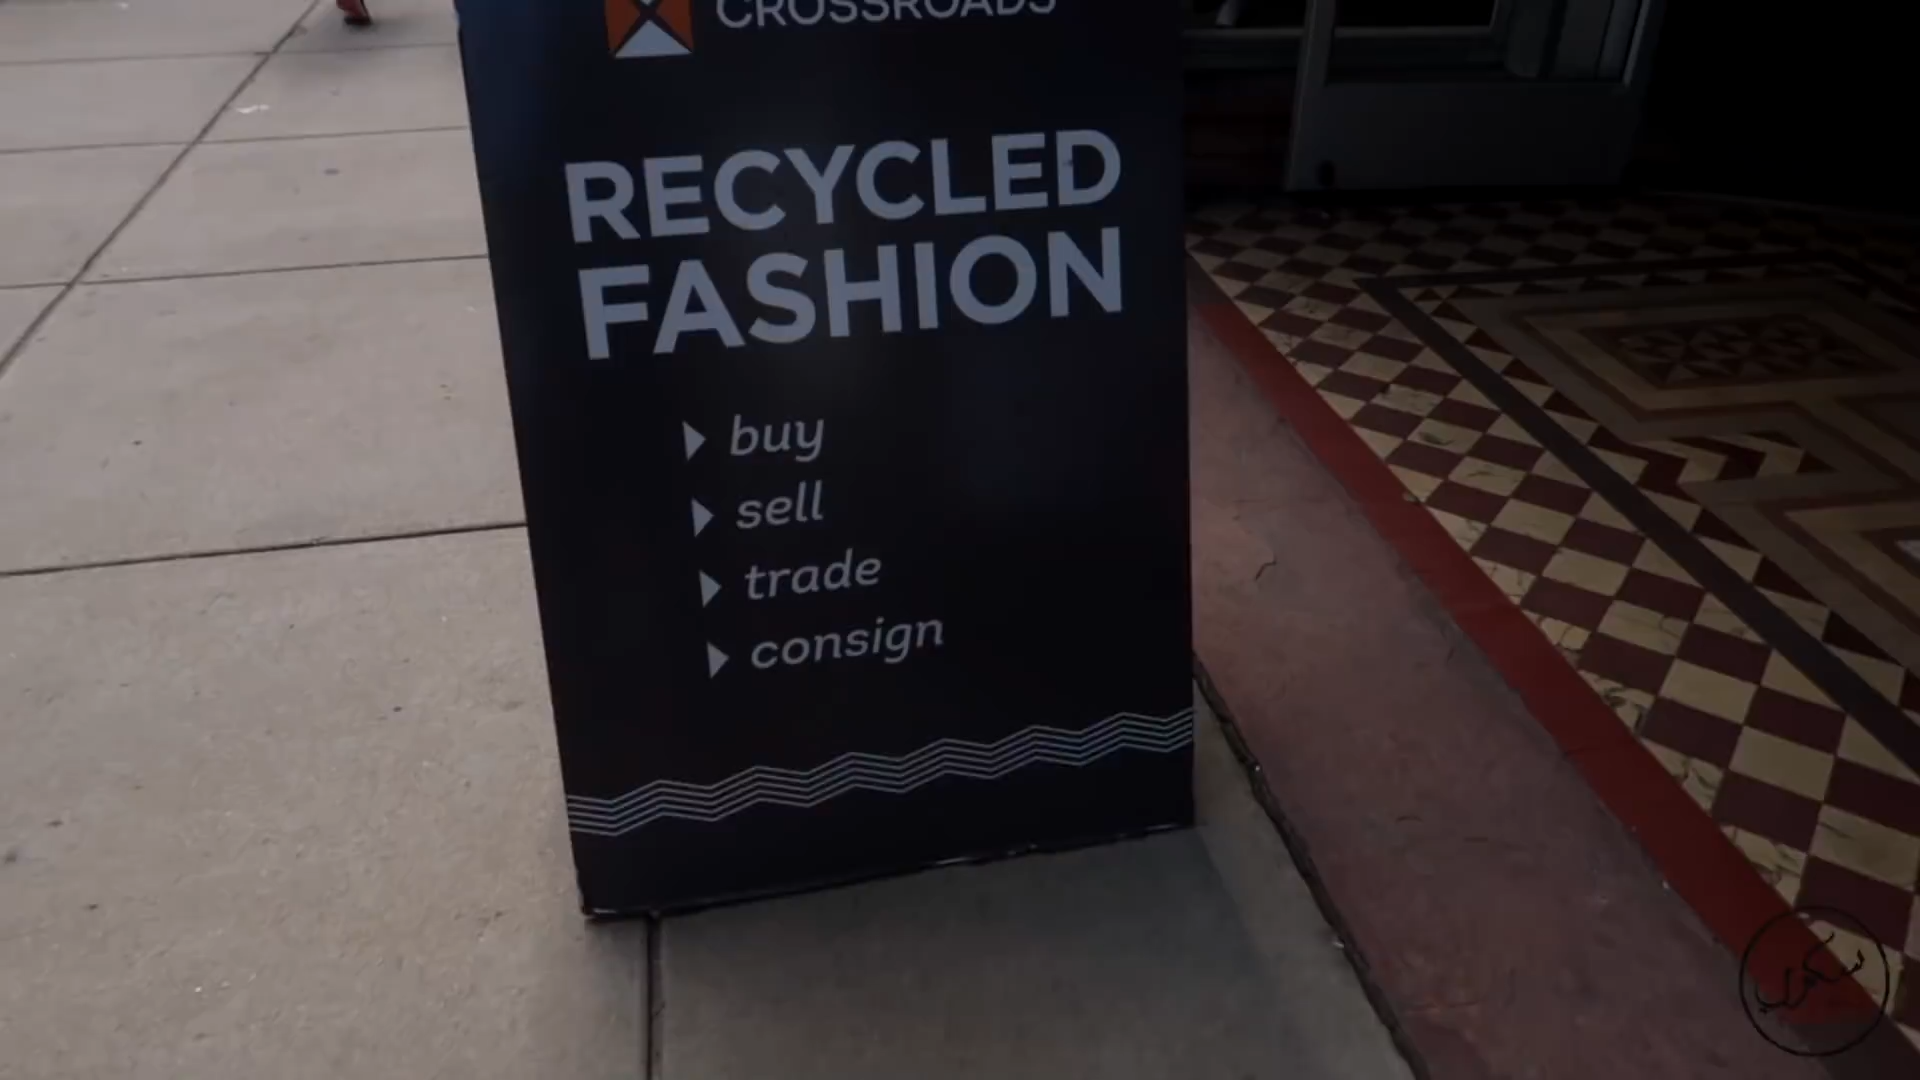 CROSSROADS
RECYCLED
FASHION
buy
sell
trade
consign